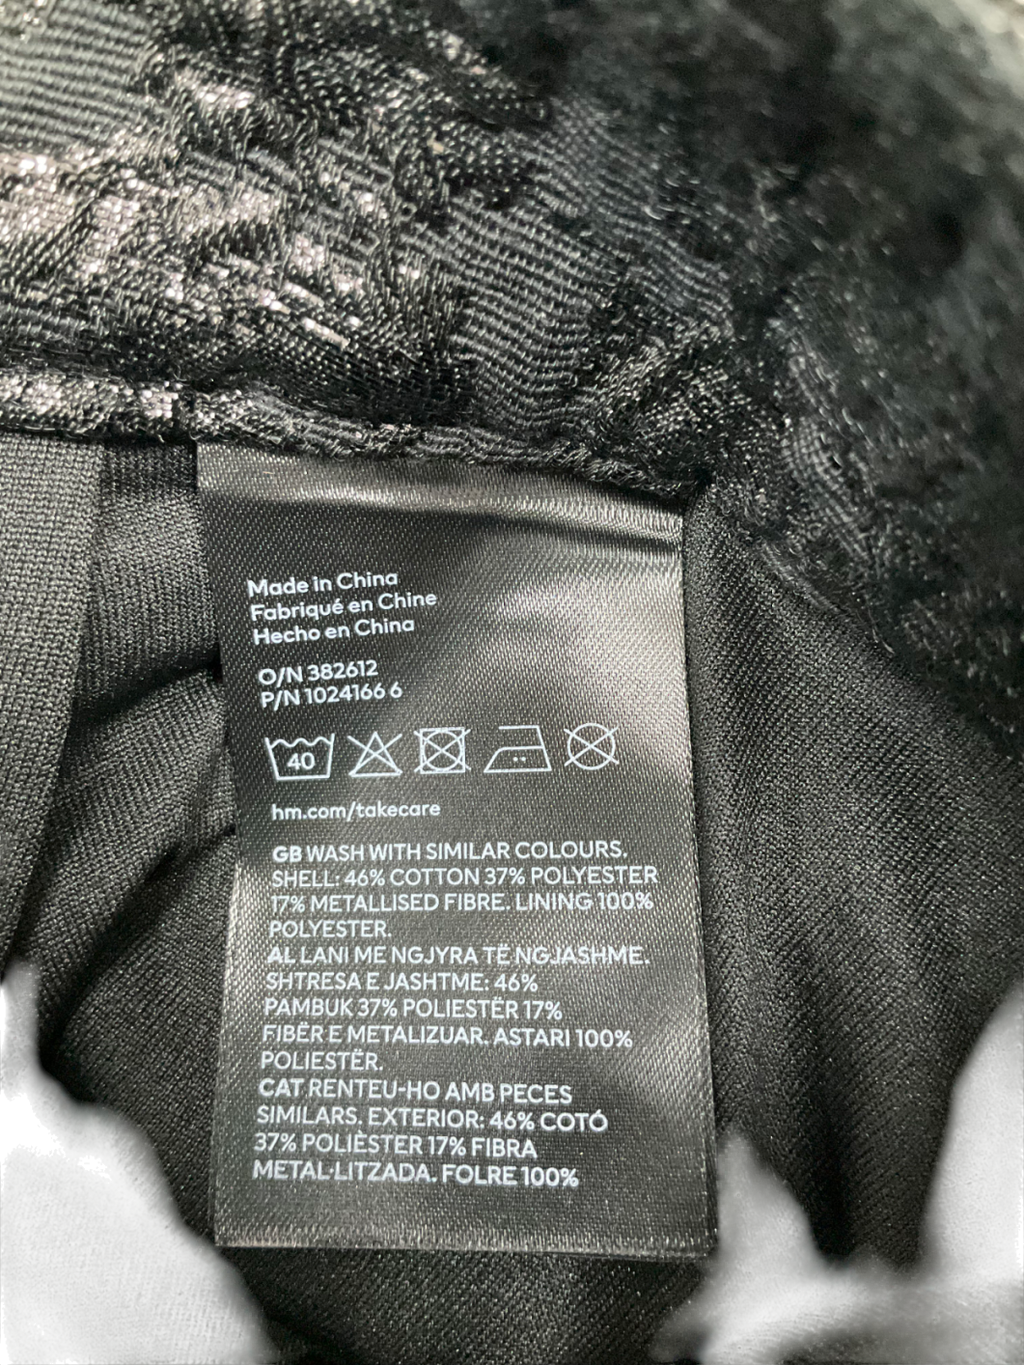 Made in China
Fabriqué en Chine
Hecho en China
O/N 382612
P/N 1024166 6
40
hm.com/takecare
GB WASH WITH SIMILAR COLOURS.
SHELL: 46% COTTON 37% POLYESTER
17% METALLISED FIBRE. LINING 100%
POLYESTER.
AL LANI ME NGJYRA TË NGJASHME.
SHTRESA E JASHTME: 46%
PAMBUK 37% POLIESTËR 17%
FIBËR E METALIZUAR. ASTARI 100%
POLIESTËR.
CAT RENTEU-HO AMB PECES
SIMILARS. EXTERIOR: 46% COTÓ
37% POLIÈSTER 17% FIBRA
METAL·LITZADA. FOLRE 100%